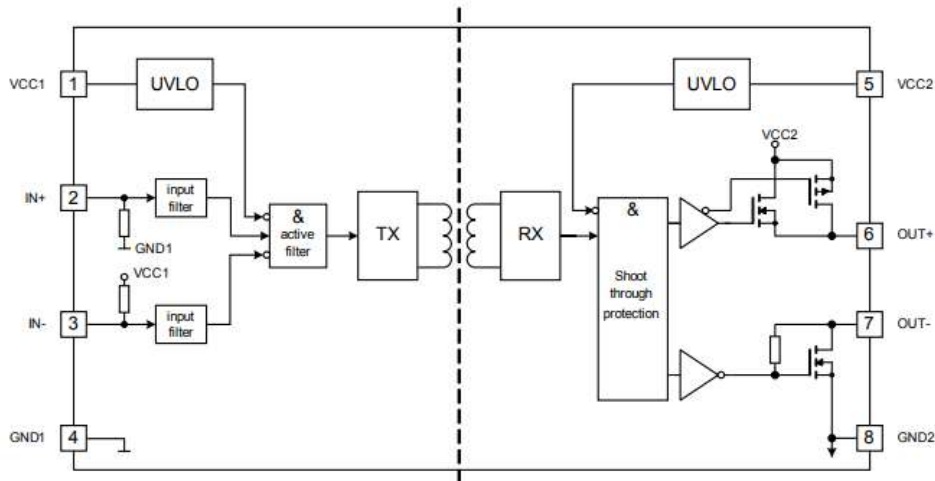 VCC1
1
UVLO
UVLO
5
VCC2
VCC2
IN+
2
input
filter
GND1
&
active
filter
TX
RX
&
Shoot
through
protection
6
OUT+
VCC1
IN-
3
input
filter
7
OUT-
GND1
4
8
GND2